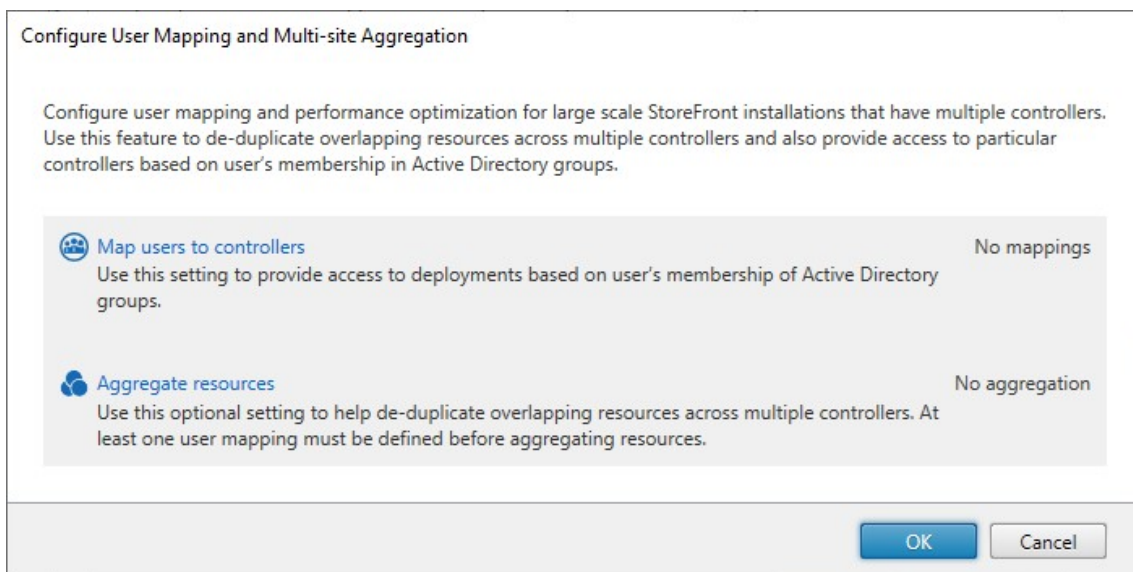 Configure User Mapping and Multi-site Aggregation
Configure user mapping and performance optimization for large scale StoreFront installations that have multiple controllers.
Use this feature to de-duplicate overlapping resources across multiple controllers and also provide access to particular
controllers based on user's membership in Active Directory groups.
Map users to controllers
No mappings
Use this setting to provide access to deployments based on user's membership of Active Directory
groups.
Aggregate resources
No aggregation
Use this optional setting to help de-duplicate overlapping resources across multiple controllers. At
least one user mapping must be defined before aggregating resources.
OK
Cancel